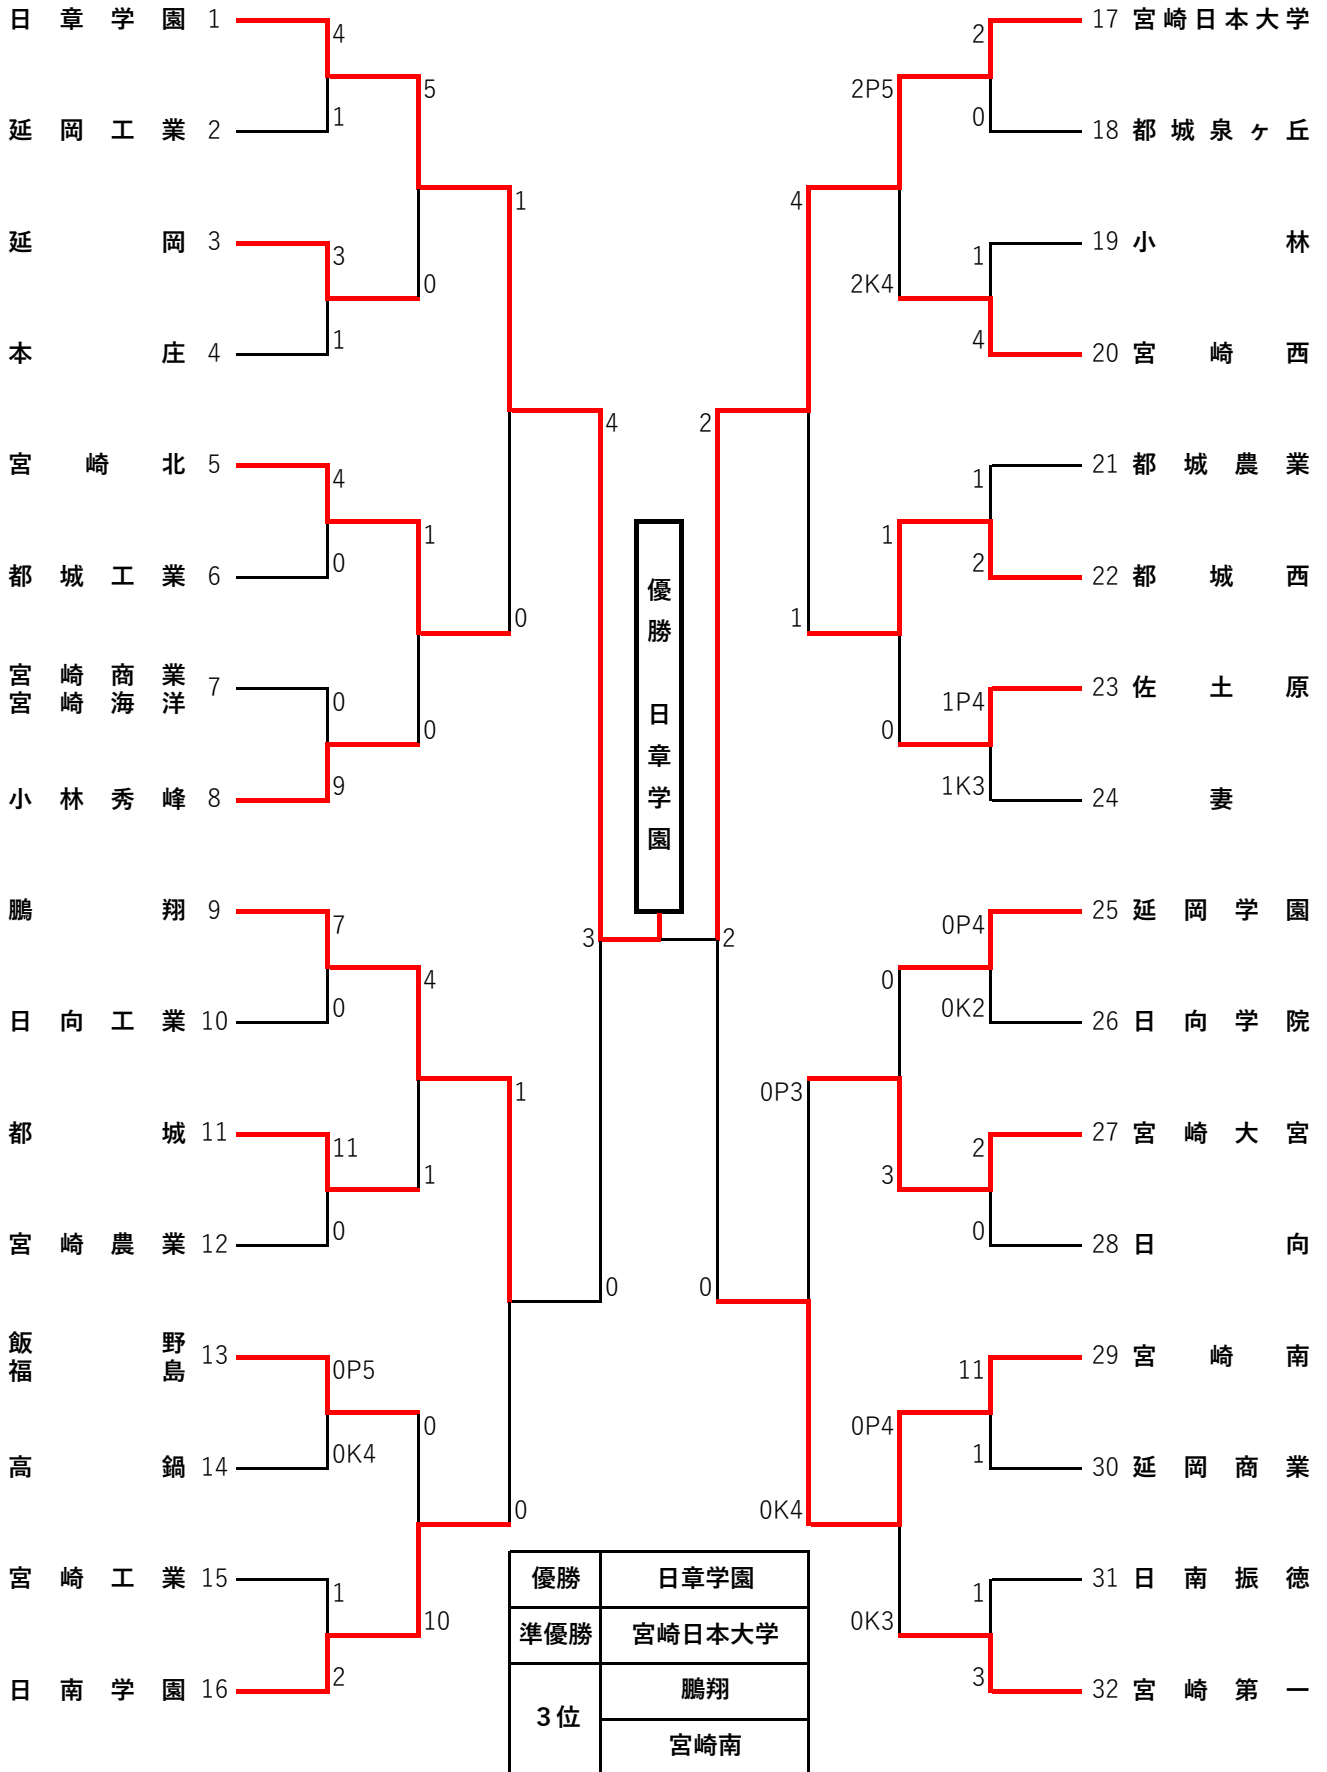 日章学園 1
4
延岡工業 2
1
5
延岡 3
3
本庄 4
1
0
1
宮崎北 5
4
都城工業 6
0
1
宮崎商業
宮崎海洋 7
0
小林秀峰 8
9
0
0
4
鵬翔 9
7
日向工業 10
0
4
都城 11
11
宮崎農業 12
0
1
1
飯野
福島 13
0P5
高鍋 14
0K4
0
宮崎工業 15
1
日南学園 16
2
10
0
0
3
優勝 日章学園
2
17 宮崎日本大学
2
18 都城泉ヶ丘
0
2P5
19 小林
1
20 宮崎西
4
2K4
4
21 都城農業
1
22 都城西
2
1
23 佐土原
1P4
24 妻
1K3
0
1
2
25 延岡学園
0P4
26 日向学院
0K2
0
27 宮崎大宮
2
28 日向
0
3
0P3
29 宮崎南
11
30 延岡商業
1
0P4
31 日南振徳
1
32 宮崎第一
3
0K3
0K4
0
優勝 日章学園
準優勝 宮崎日本大学
3位 鵬翔
宮崎南